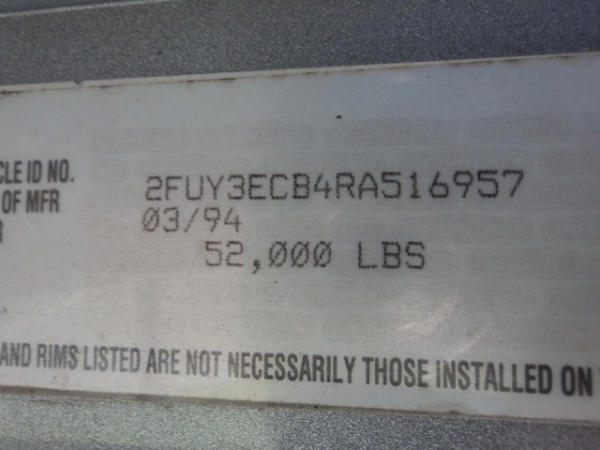 CLE ID NO. 2FUY3ECB4RA516957
OF MFR 03/94
R 52,000 LBS
AND RIMS LISTED ARE NOT NECESSARILY THOSE INSTALLED ON